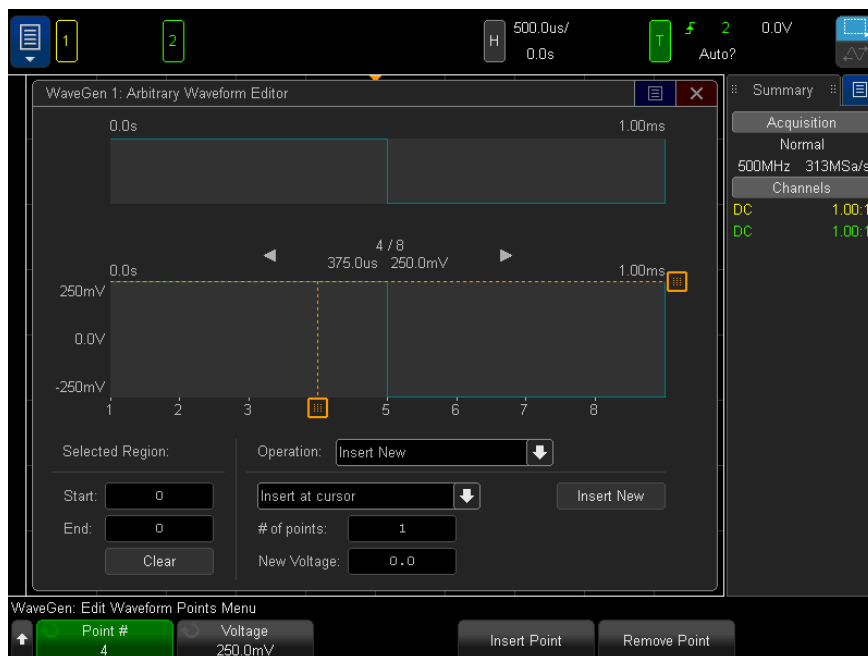 1
2
H
500.0us/
0.0s
T
2
0.0V
Auto?
WaveGen 1: Arbitrary Waveform Editor
0.0s
1.00ms
4 / 8
375.0us 250.0mV
0.0s
1.00ms
250mV
0.0V
-250mV
1 2 3 5 6 7 8
Selected Region:
Operation: Insert New
Start: 0
Insert at cursor
Insert New
End: 0
# of points: 1
Clear
New Voltage: 0.0
Summary
Acquisition
Normal
500MHz 313MSa/s
Channels
DC 1.00:1
DC 1.00:1
WaveGen: Edit Waveform Points Menu
Point #
4
Voltage
250.0mV
Insert Point
Remove Point